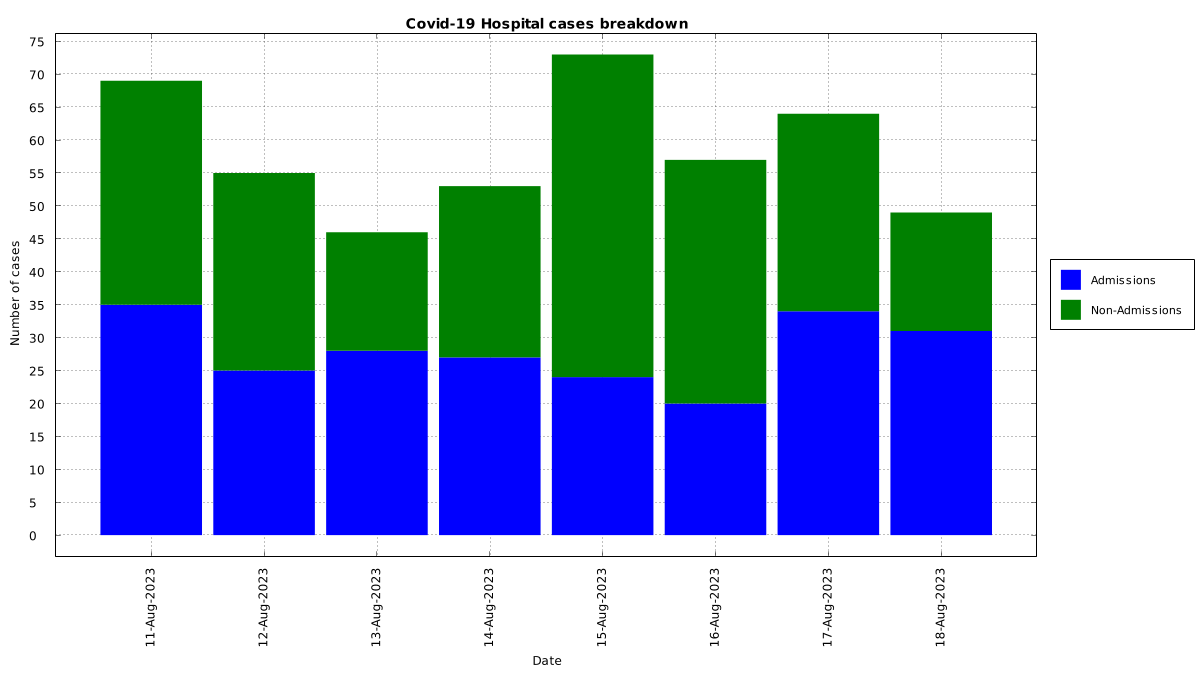 Covid-19 Hospital cases breakdown
75
70
65
60
55
50
45
40
35
30
25
20
15
10
5
0
Number of cases
11-Aug-2023
12-Aug-2023
13-Aug-2023
14-Aug-2023
15-Aug-2023
16-Aug-2023
17-Aug-2023
18-Aug-2023
Date
Admissions
Non-Admissions